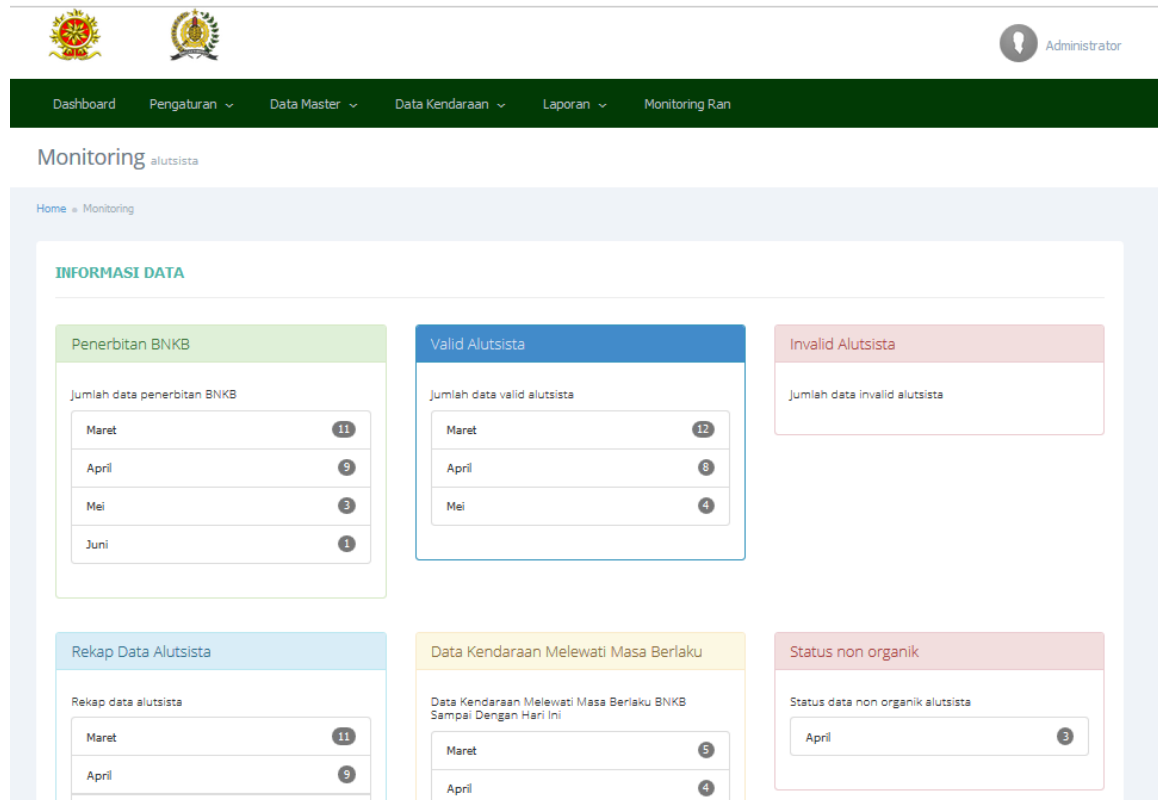 Administrator
Dashboard Pengaturan Data Master Data Kendaraan Laporan Monitoring Ran
Monitoring alutsista
Home » Monitoring
INFORMASI DATA
Penerbitan BNKB
Jumlah data penerbitan BNKB
Maret 11
April 9
Mei 3
Juni 1
Valid Alutsista
Jumlah data valid alutsista
Maret 12
April 8
Mei 4
Invalid Alutsista
Jumlah data invalid alutsista
Rekap Data Alutsista
Rekap data alutsista
Maret 11
April 9
Data Kendaraan Melewati Masa Berlaku
Data Kendaraan Melewati Masa Berlaku BNKB
Sampai Dengan Hari Ini
Maret 5
April 4
Status non organik
Status data non organik alutsista
April 3